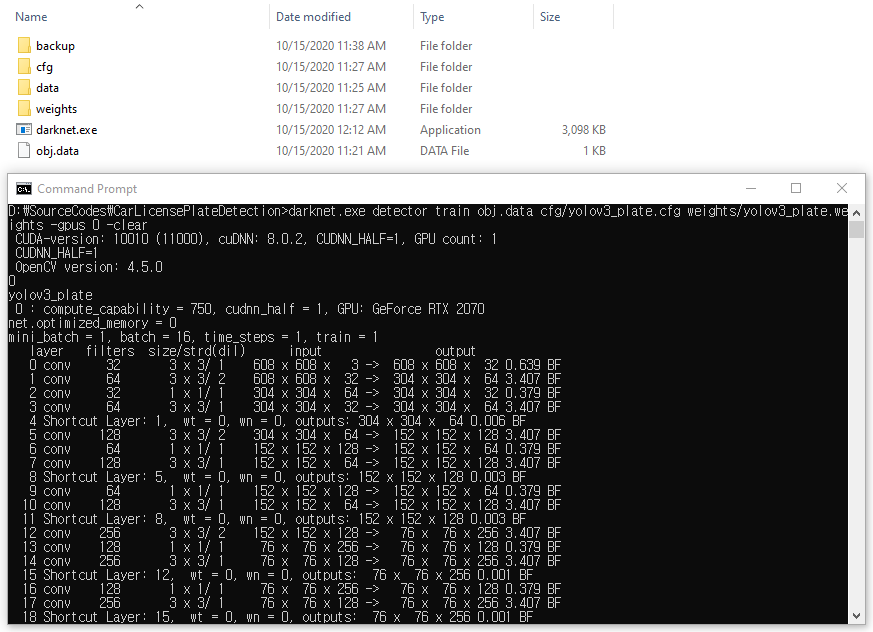 Name Date modified Type Size
backup 10/15/2020 11:38 AM File folder
cfg 10/15/2020 11:27 AM File folder
data 10/15/2020 11:25 AM File folder
weights 10/15/2020 11:27 AM File folder
darknet.exe 10/15/2020 12:12 AM Application 3,098 KB
obj.data 10/15/2020 11:21 AM DATA File 1 KB
Command Prompt
D:₩SourceCodes₩CarLicensePlateDetection>darknet.exe detector train obj.data cfg/yolov3_plate.cfg weights/yolov3_plate.we
ights -gpus 0 -clear
CUDA-version: 10010 (11000), cuDNN: 8.0.2, CUDNN_HALF=1, GPU count: 1
CUDNN_HALF=1
OpenCV version: 4.5.0
0
yolov3_plate
0 : compute_capability = 750, cudnn_half = 1, GPU: GeForce RTX 2070
net.optimized_memory = 0
mini_batch = 1, batch = 16, time_steps = 1, train = 1
layer filters size/strd(dil) input output
0 conv 32 3 x 3/ 1 608 x 608 x 3 -> 608 x 608 x 32 0.639 BF
1 conv 64 3 x 3/ 2 608 x 608 x 32 -> 304 x 304 x 64 3.407 BF
2 conv 32 1 x 1/ 1 304 x 304 x 64 -> 304 x 304 x 32 0.379 BF
3 conv 64 3 x 3/ 1 304 x 304 x 32 -> 304 x 304 x 64 3.407 BF
4 Shortcut Layer: 1, wt = 0, wn = 0, outputs: 304 x 304 x 64 0.006 BF
5 conv 128 3 x 3/ 2 304 x 304 x 64 -> 152 x 152 x 128 3.407 BF
6 conv 64 1 x 1/ 1 152 x 152 x 128 -> 152 x 152 x 64 0.379 BF
7 conv 128 3 x 3/ 1 152 x 152 x 64 -> 152 x 152 x 128 3.407 BF
8 Shortcut Layer: 5, wt = 0, wn = 0, outputs: 152 x 152 x 128 0.003 BF
9 conv 64 1 x 1/ 1 152 x 152 x 128 -> 152 x 152 x 64 0.379 BF
10 conv 128 3 x 3/ 1 152 x 152 x 64 -> 152 x 152 x 128 3.407 BF
11 Shortcut Layer: 8, wt = 0, wn = 0, outputs: 152 x 152 x 128 0.003 BF
12 conv 256 3 x 3/ 2 152 x 152 x 128 -> 76 x 76 x 256 3.407 BF
13 conv 128 1 x 1/ 1 76 x 76 x 256 -> 76 x 76 x 128 0.379 BF
14 conv 256 3 x 3/ 1 76 x 76 x 128 -> 76 x 76 x 256 3.407 BF
15 Shortcut Layer: 12, wt = 0, wn = 0, outputs: 76 x 76 x 256 0.001 BF
16 conv 128 1 x 1/ 1 76 x 76 x 256 -> 76 x 76 x 128 0.379 BF
17 conv 256 3 x 3/ 1 76 x 76 x 128 -> 76 x 76 x 256 3.407 BF
18 Shortcut Layer: 15, wt = 0, wn = 0, outputs: 76 x 76 x 256 0.001 BF